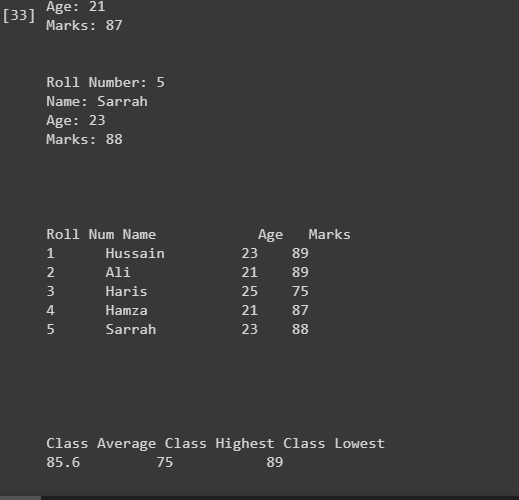 Age: 21
[33] Marks: 87
Roll Number: 5
Name: Sarrah
Age: 23
Marks: 88
Roll Num Name Age Marks
1 Hussain 23 89
2 Ali 21 89
3 Haris 25 75
4 Hamza 21 87
5 Sarrah 23 88
Class Average Class Highest Class Lowest
85.6 75 89